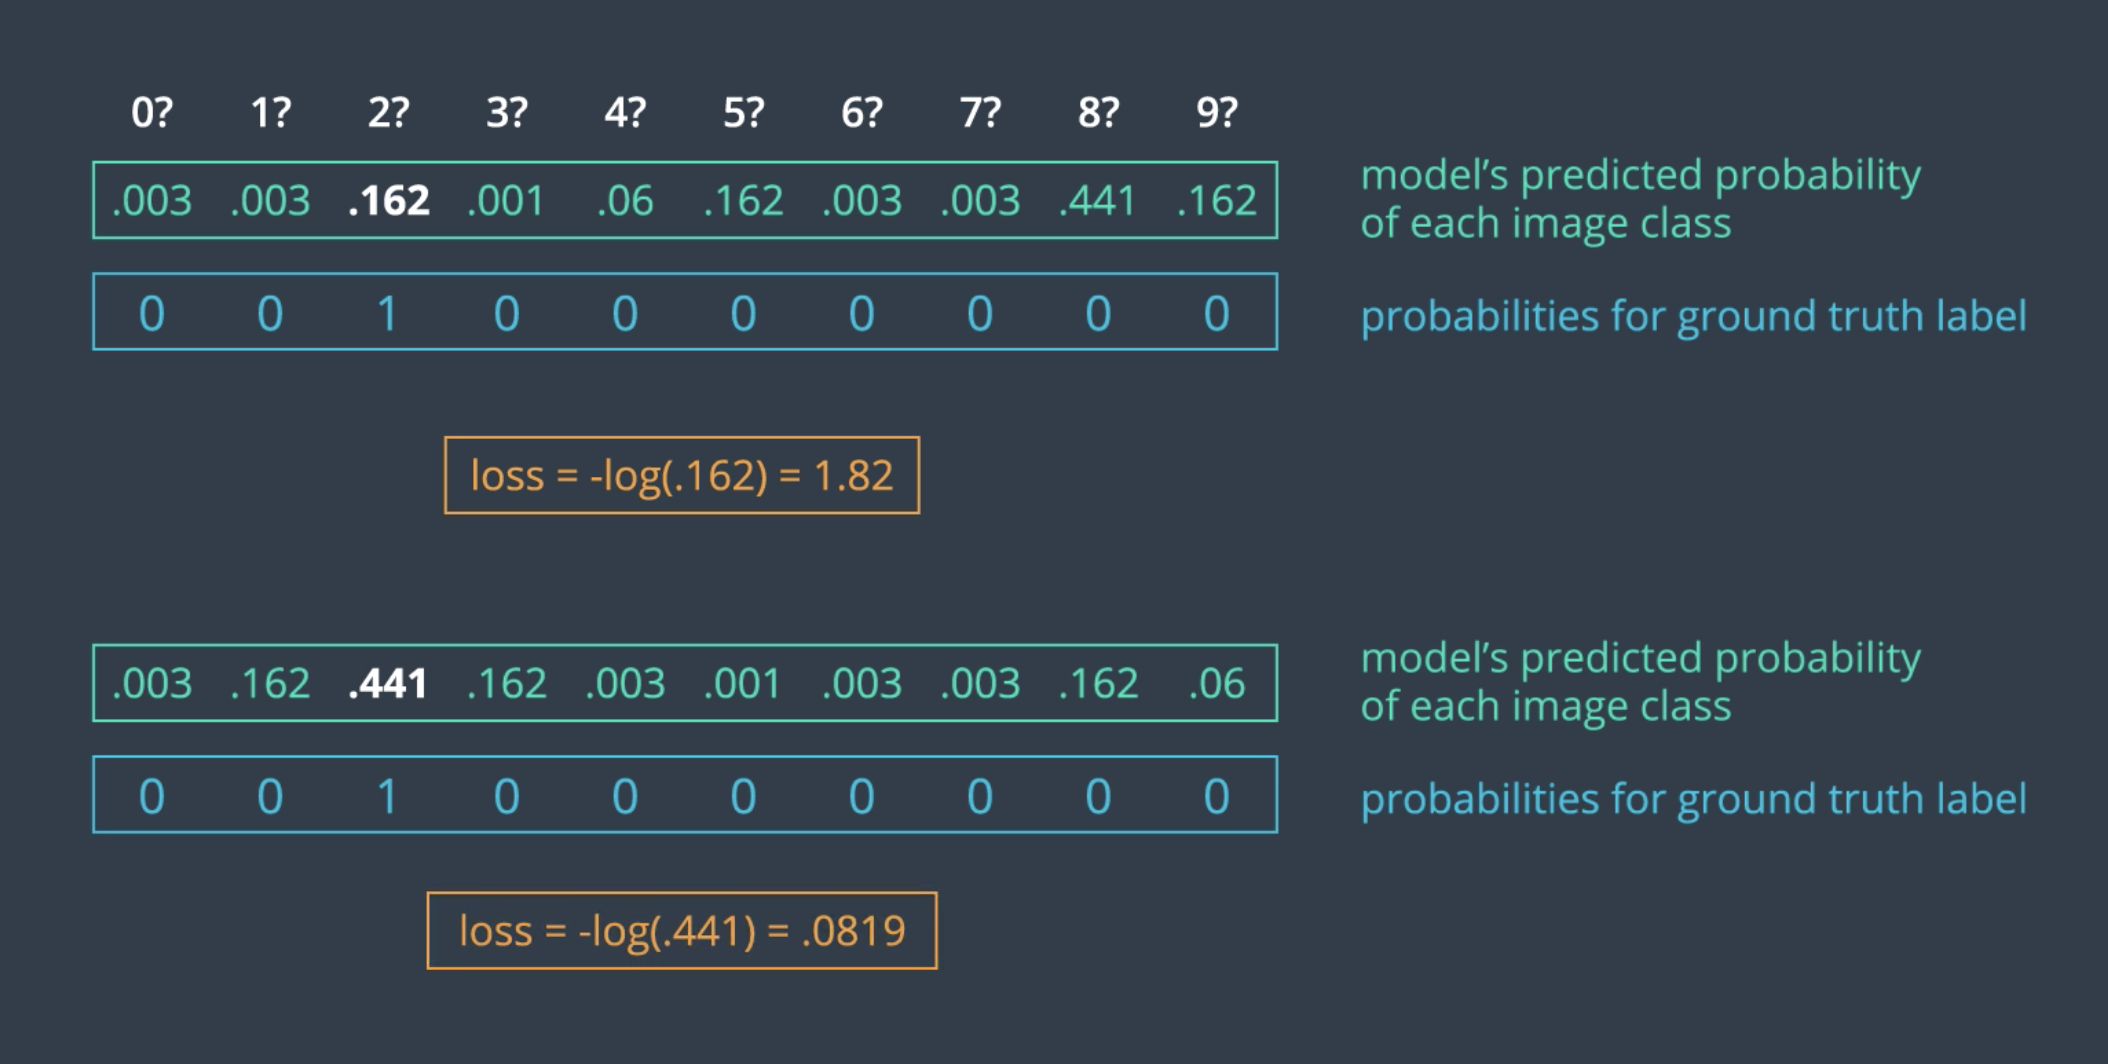 0? 1? 2? 3? 4? 5? 6? 7? 8? 9?
.003 .003 .162 .001 .06 .162 .003 .003 .441 .162
model's predicted probability
of each image class
0 0 1 0 0 0 0 0 0 0
probabilities for ground truth label
loss = -log(.162) = 1.82
.003 .162 .441 .162 .003 .001 .003 .003 .162 .06
model's predicted probability
of each image class
0 0 1 0 0 0 0 0 0 0
probabilities for ground truth label
loss = -log(.441) = .0819